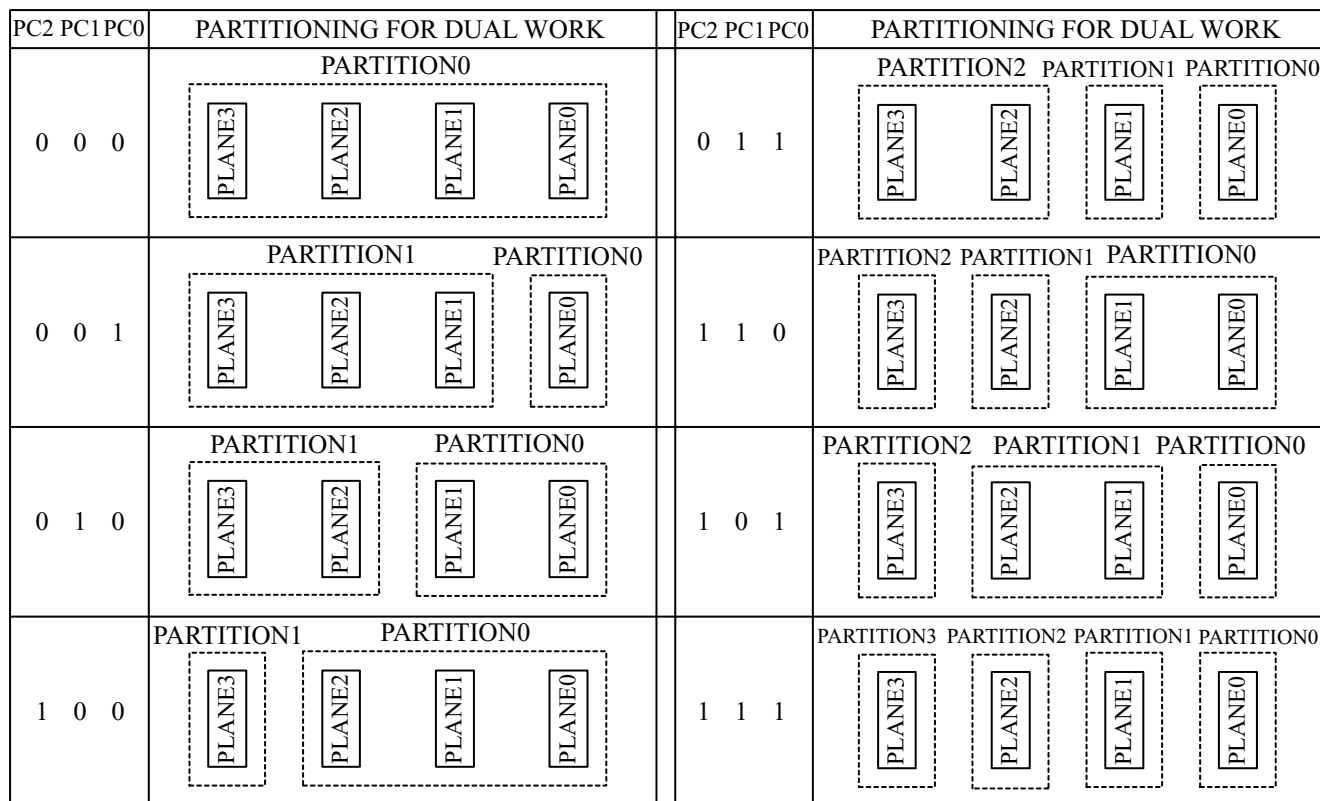 PC2 PC1PC0 PARTITIONING FOR DUAL WORK PC2 PC1PC0 PARTITIONING FOR DUAL WORK
PARTITION0
0 0 0 PLANE3 PLANE2 PLANE1 PLANE0
PARTITION2 PARTITION1 PARTITION0
0 1 1 PLANE3 PLANE2 PLANE1 PLANE0
PARTITION1 PARTITION0
0 0 1 PLANE3 PLANE2 PLANE1 PLANE0
PARTITION2 PARTITION1 PARTITION0
1 1 0 PLANE3 PLANE2 PLANE1 PLANE0
PARTITION1 PARTITION0
0 1 0 PLANE3 PLANE2 PLANE1 PLANE0
PARTITION2 PARTITION1 PARTITION0
1 0 1 PLANE3 PLANE2 PLANE1 PLANE0
PARTITION1 PARTITION0
1 0 0 PLANE3 PLANE2 PLANE1 PLANE0
PARTITION3 PARTITION2 PARTITION1 PARTITION0
1 1 1 PLANE3 PLANE2 PLANE1 PLANE0